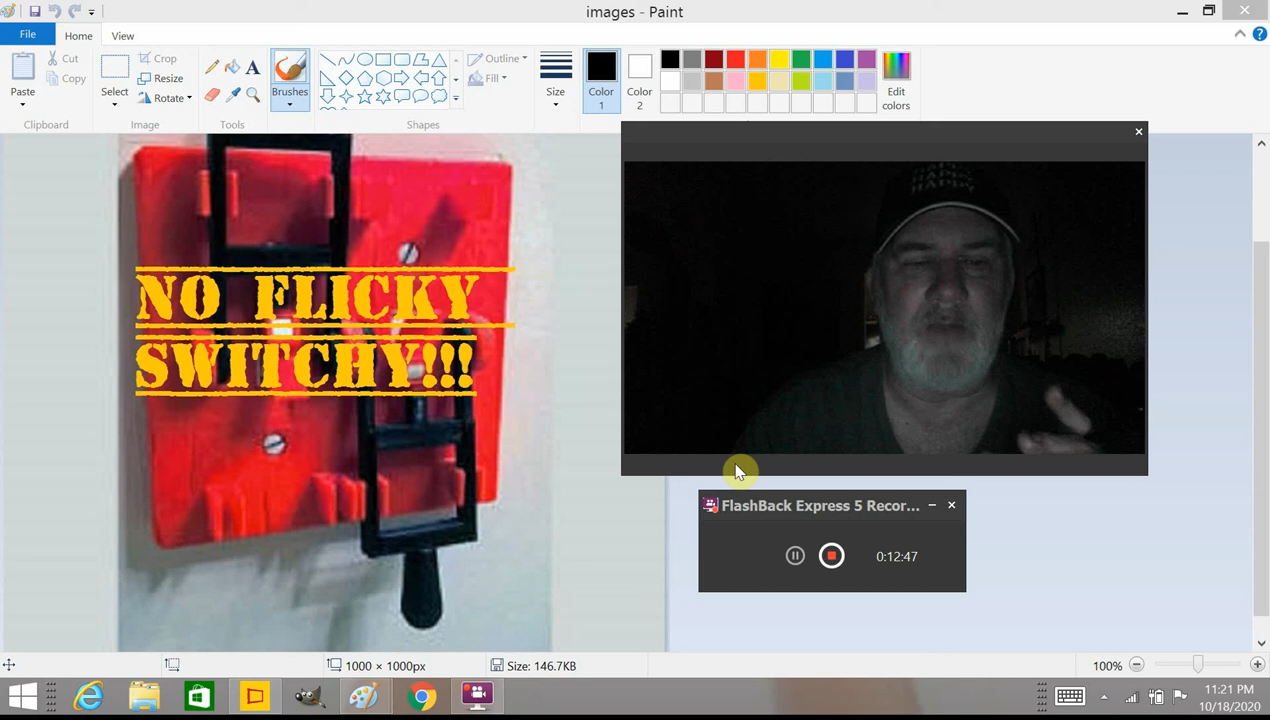 images - Paint
File
Home
View
Cut
Copy
Paste
Clipboard
Crop
Resize
Rotate
Select
Image
Tools
Brushes
Shapes
Outline
Fill
Size
Color
1
Color
2
Edit
colors
Colors
HAPPY
NO FLICKY
SWITCHY!!!
FlashBack Express 5 Recor...
0:12:47
1000 × 1000px
Size: 146.7KB
100%
11:21 PM
10/18/2020